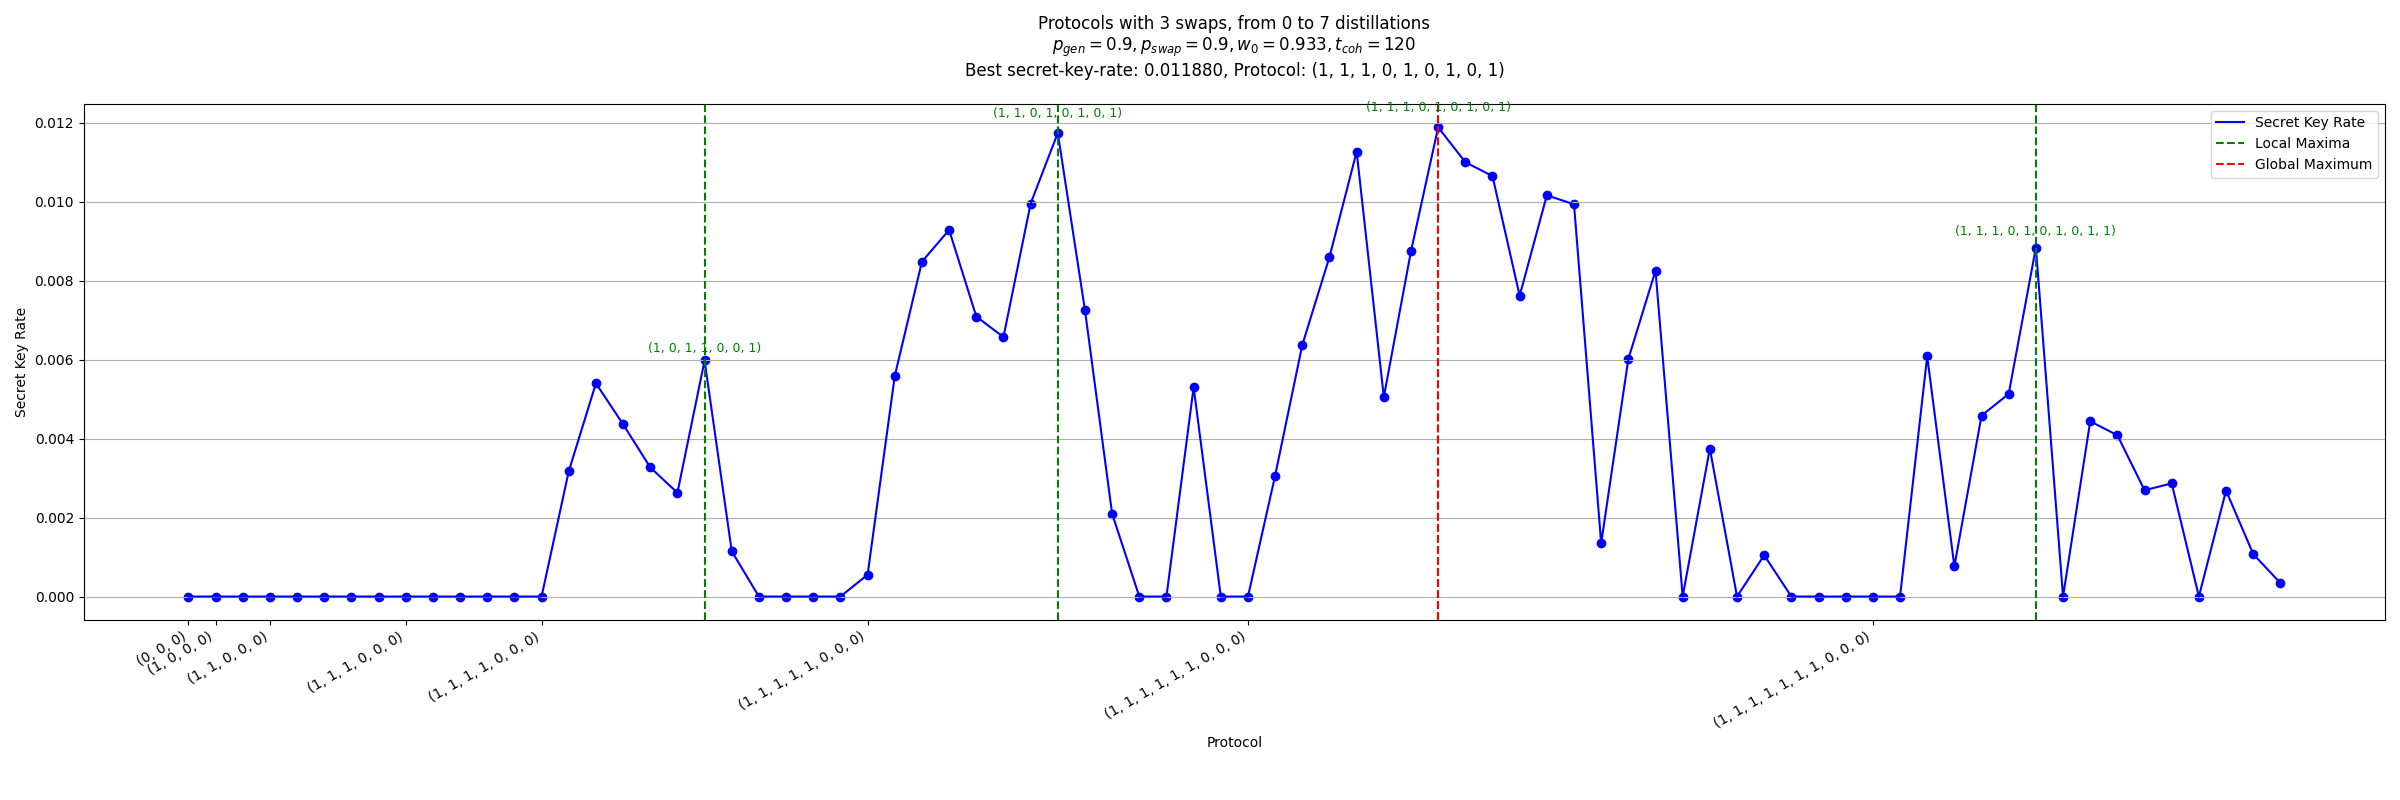 Protocols with 3 swaps, from 0 to 7 distillations
p_gen = 0.9, p_swap = 0.9, w_0 = 0.933, t_coh = 120
Best secret-key-rate: 0.011880, Protocol: (1, 1, 1, 0, 1, 0, 1, 0, 1)
(1, 0, 1, 1, 0, 0, 1)
(1, 1, 0, 1, 0, 1, 0, 1)
(1, 1, 1, 0, 1, 0, 1, 0, 1)
(1, 1, 1, 0, 1, 0, 1, 0, 1, 1)
Secret Key Rate
Local Maxima
Global Maximum
Secret Key Rate
0.012
0.010
0.008
0.006
0.004
0.002
0.000
(0, 0, 0)
(1, 0, 0, 0)
(1, 1, 0, 0, 0)
(1, 1, 1, 0, 0, 0)
(1, 1, 1, 1, 0, 0, 0)
(1, 1, 1, 1, 1, 0, 0, 0)
(1, 1, 1, 1, 1, 1, 0, 0, 0)
(1, 1, 1, 1, 1, 1, 1, 0, 0, 0)
Protocol